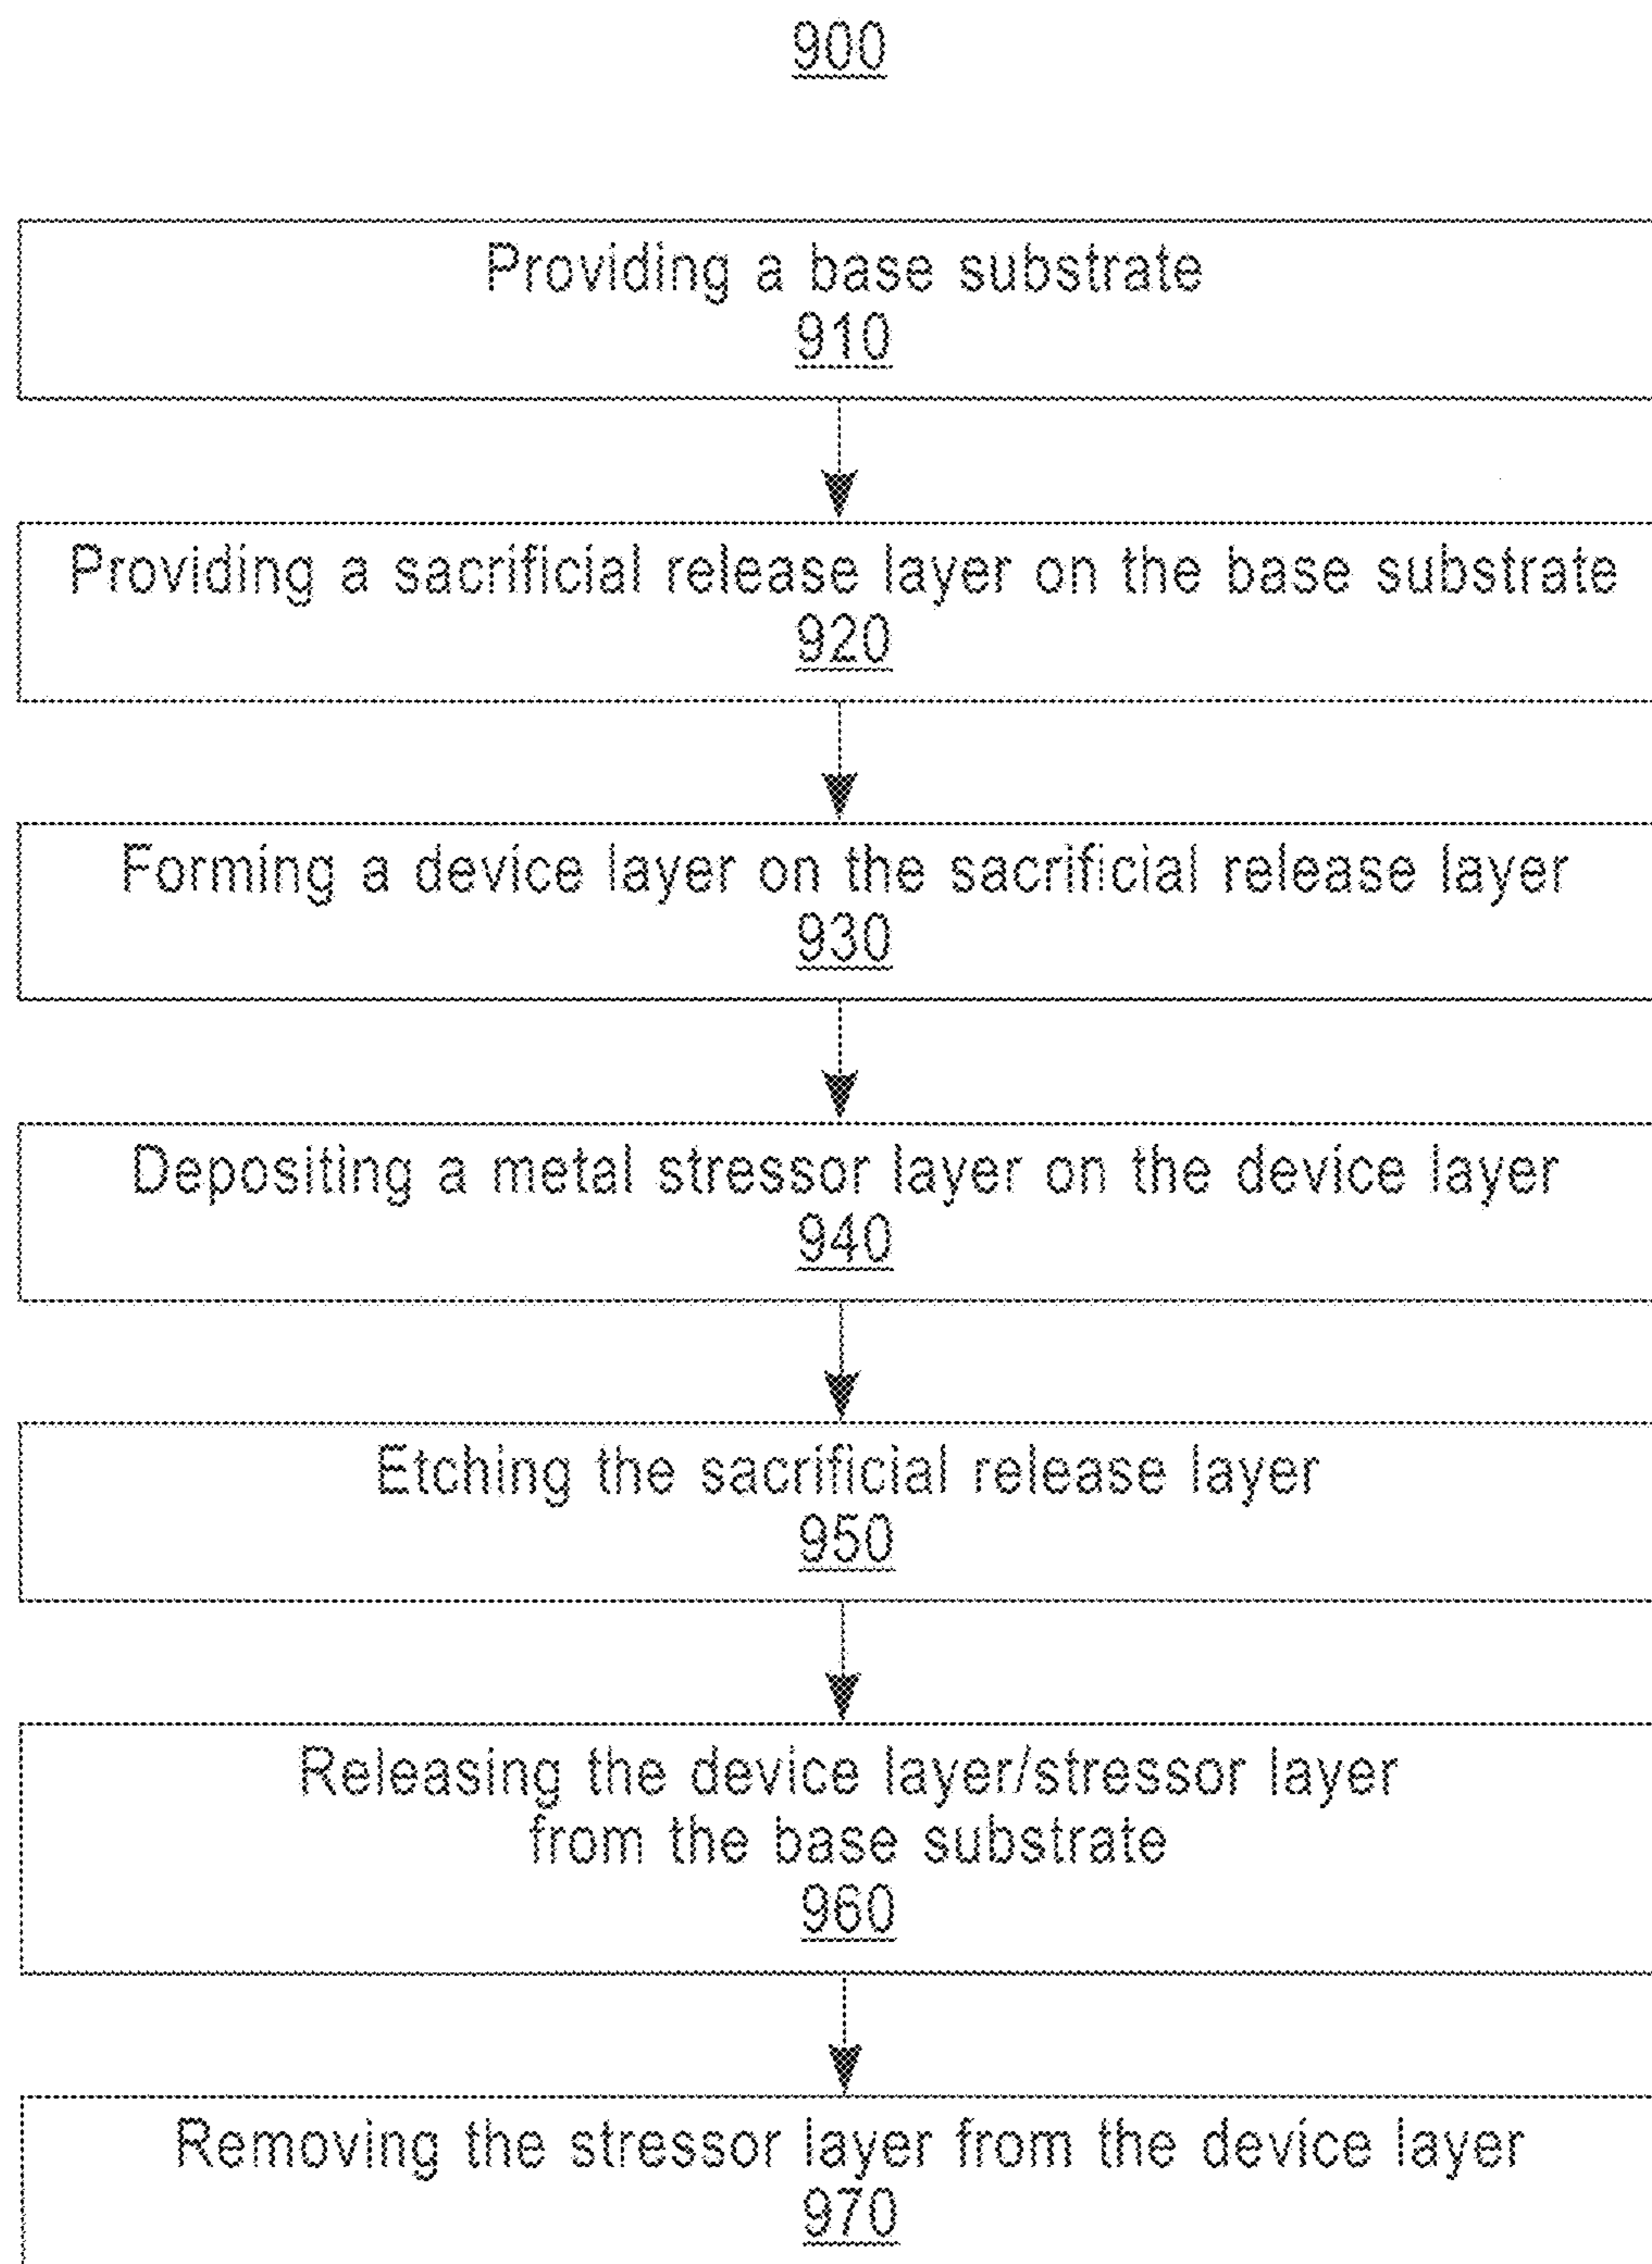 900
Providing a base substrate
910
Providing a sacrificial release layer on the base substrate
920
Forming a device layer on the sacrificial release layer
930
Depositing a metal stressor layer on the device layer
940
Etching the sacrificial release layer
950
Releasing the device layer/stressor layer
from the base substrate
960
Removing the stressor layer from the device layer
970